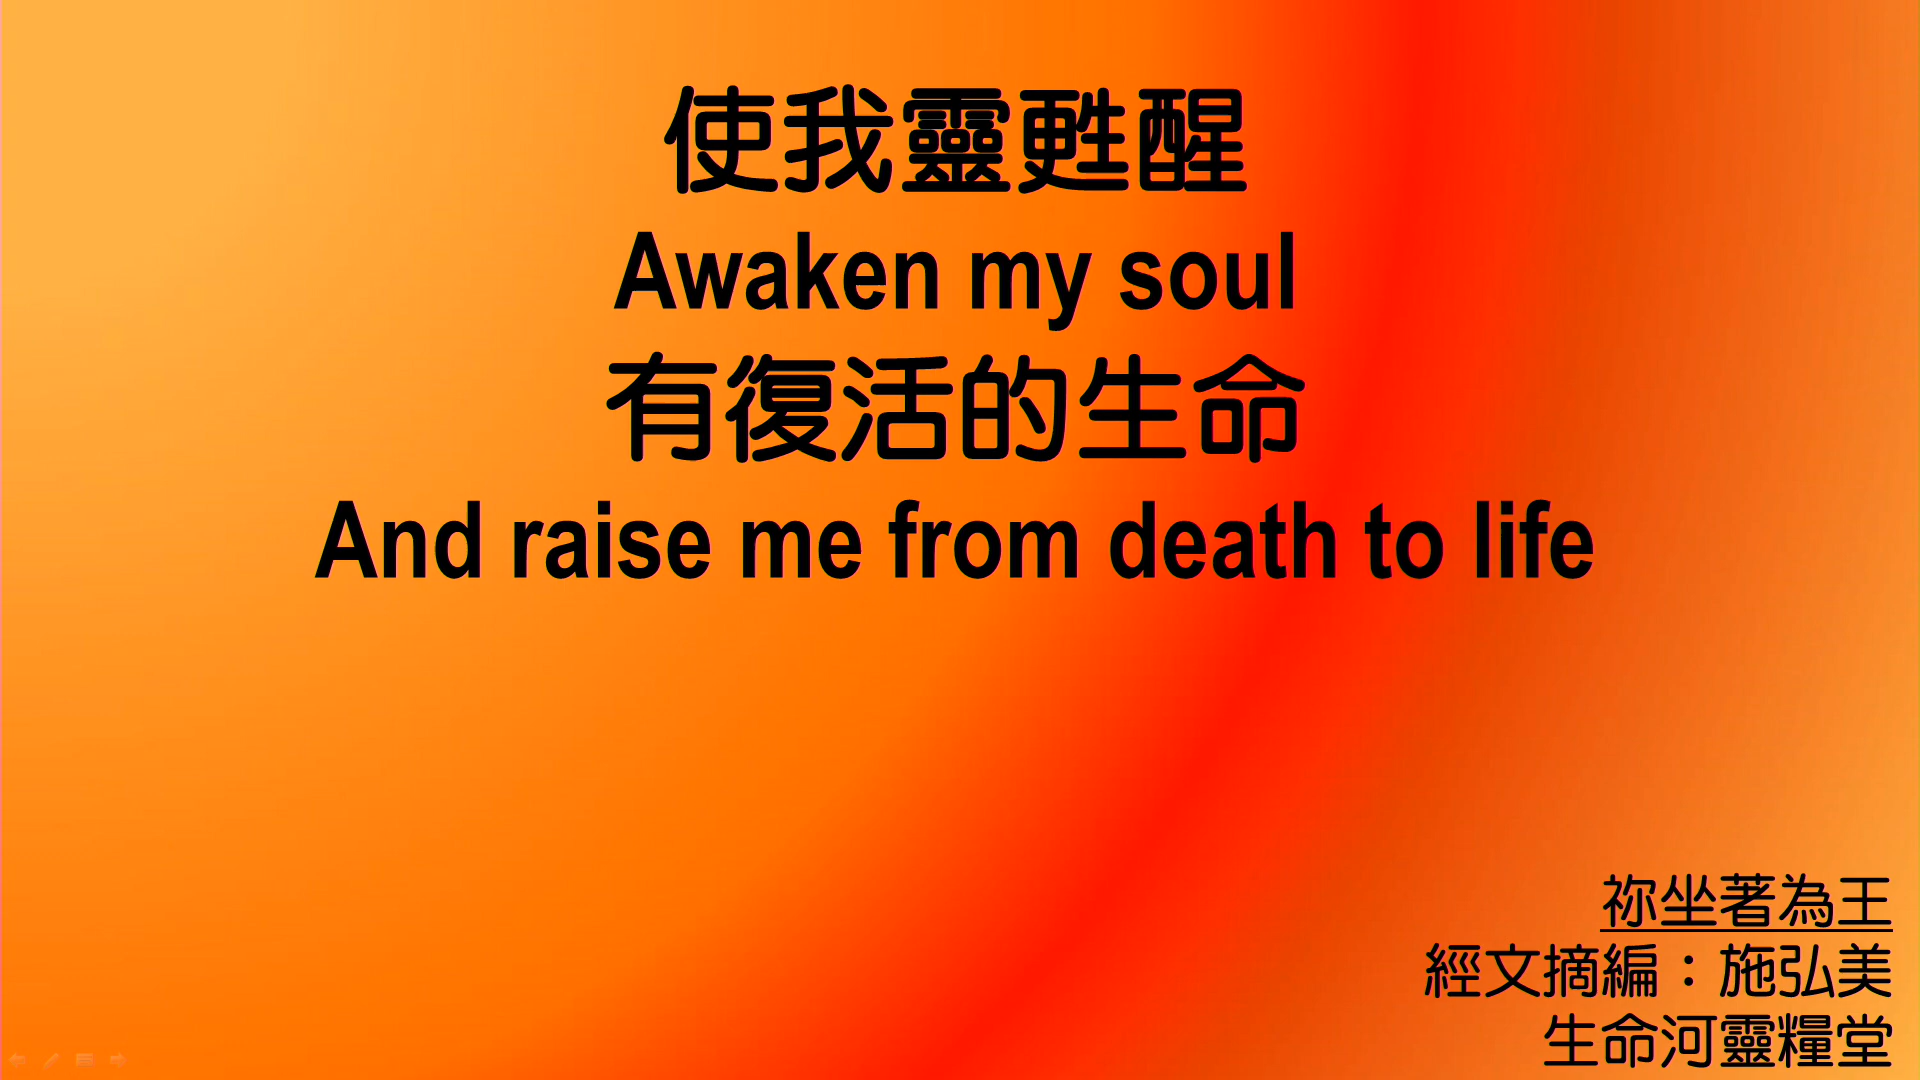 使我靈甦醒
Awaken my soul
有復活的生命
And raise me from death to life
祢坐著為王
經文摘編：施弘美
生命河靈糧堂